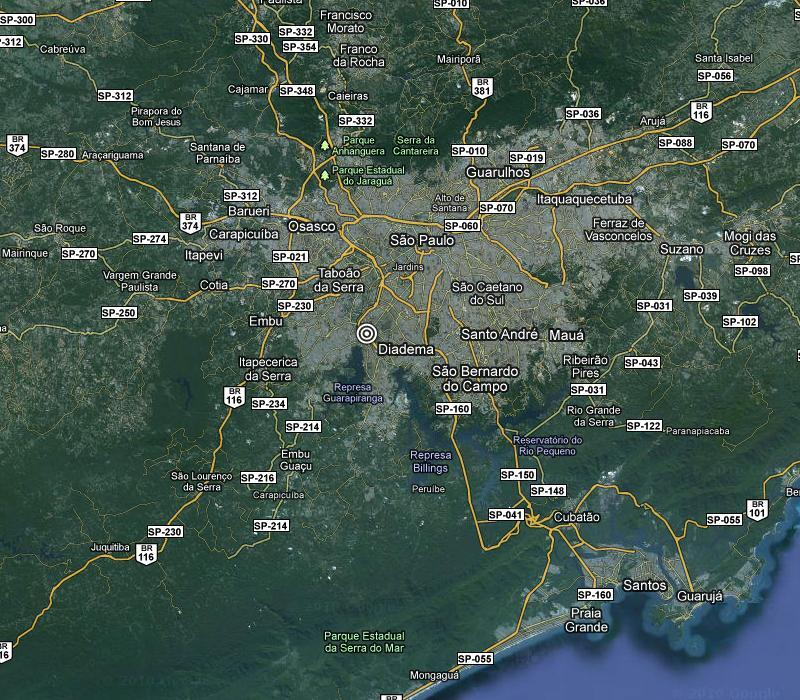 Paulista
SP-010
SP-036
SP-300
Francisco
Morato
SP-332
SP-330
SP-354
SP-312
Cabreúva
Franco
da Rocha
Mairiporã
Santa Isabel
SP-056
BR
381
Cajamar
SP-348
Caieiras
SP-312
Pirapora do
Bom Jesus
SP-332
SP-036
Arujá
BR
116
BR
374
SP-280
Araçariguama
Santana de
Parnaíba
Parque
Anhanguera
Serra da
Cantareira
SP-010
SP-019
SP-088
SP-070
Parque Estadual
do Jaraguá
Guarulhos
SP-312
Barueri
Alto de
Santana
SP-070
Itaquaquecetuba
BR
374
Osasco
SP-060
Ferraz de
Vasconcelos
São Roque
SP-274
Carapicuíba
São Paulo
Suzano
Mogi das
Cruzes
Mairinque
SP-270
Itapevi
SP-021
Jardins
SP-098
Vargem Grande
Paulista
Cotia
SP-270
Taboão
da Serra
São Caetano
do Sul
SP-039
SP-250
SP-230
SP-031
Embu
SP-102
Santo André
Mauá
Diadema
Itapecerica
da Serra
São Bernardo
do Campo
Ribeirão
Pires
SP-043
SP-031
BR
116
SP-234
Represa
Guarapiranga
SP-160
Rio Grande
da Serra
SP-214
SP-122
Paranapiacaba
Reservatório do
Rio Pequeno
Embu
Guaçu
Represa
Billings
São Lourenço
da Serra
SP-216
SP-150
Carapicuíba
Peruíbe
SP-148
BR
101
SP-041
Cubatão
SP-055
SP-230
SP-214
Juquitiba
BR
116
Santos
SP-160
Guarujá
Praia
Grande
Parque Estadual
da Serra do Mar
SP-055
Mongaguá
BR